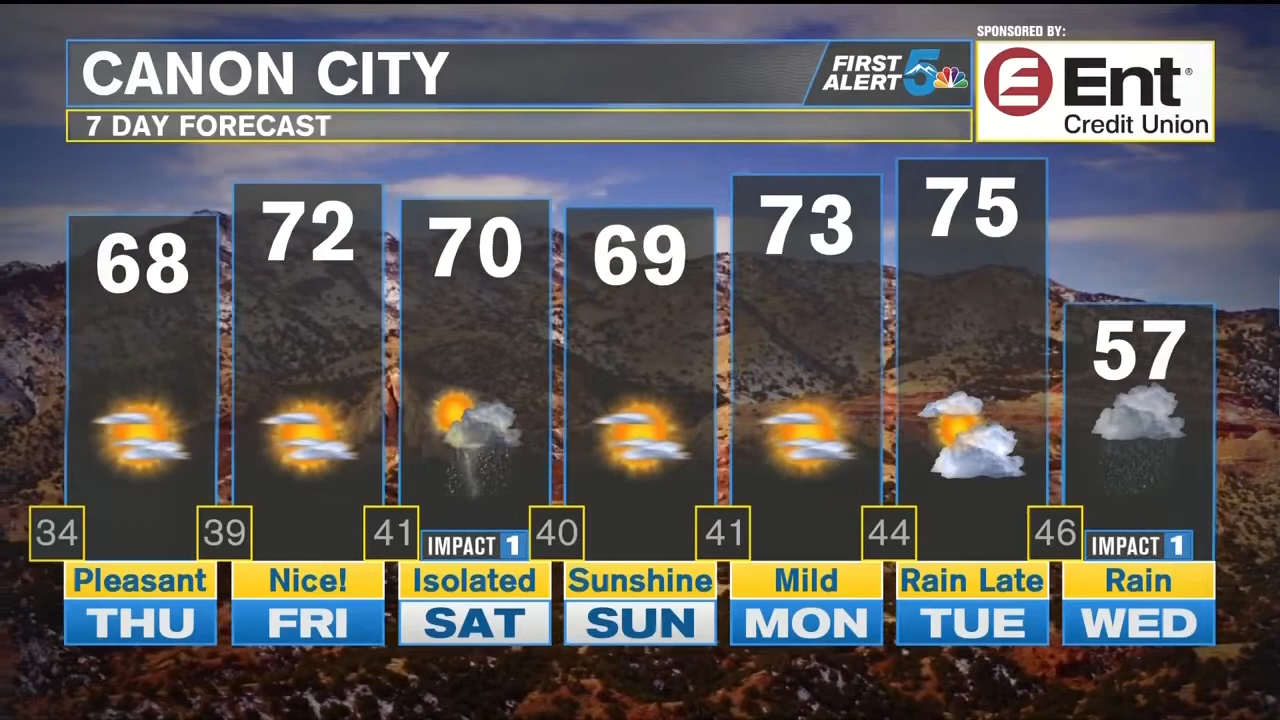 SPONSORED BY:
CANON CITY
FIRST ALERT 5
Ent
Credit Union
7 DAY FORECAST
68 72 70 69 73 75 57
34 39 41 40 41 44 46
IMPACT 1 IMPACT 1
Pleasant Nice! Isolated Sunshine Mild Rain Late Rain
THU FRI SAT SUN MON TUE WED